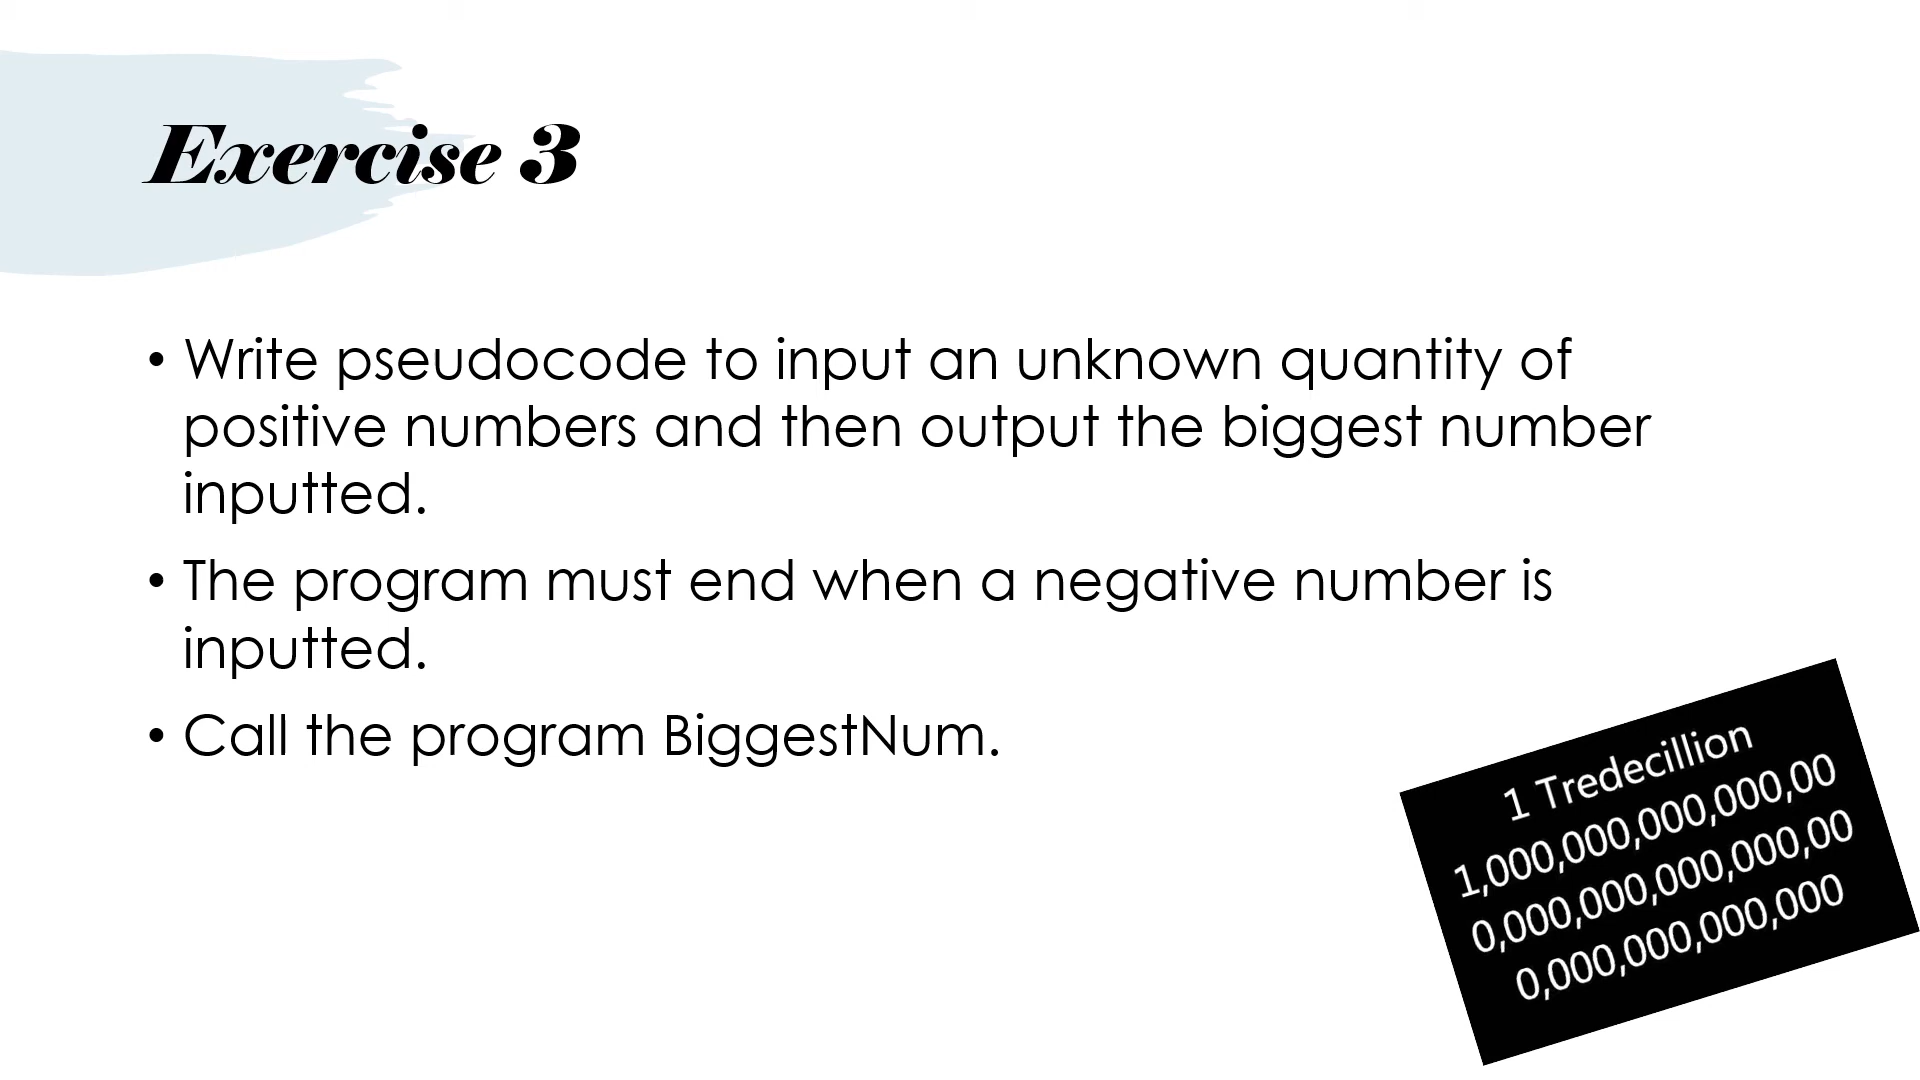 Exercise 3
• Write pseudocode to input an unknown quantity of
positive numbers and then output the biggest number
inputted.
• The program must end when a negative number is
inputted.
• Call the program BiggestNum.
1 Tredecillion
1,000,000,000,000,00
0,000,000,000,000,00
0,000,000,000,000